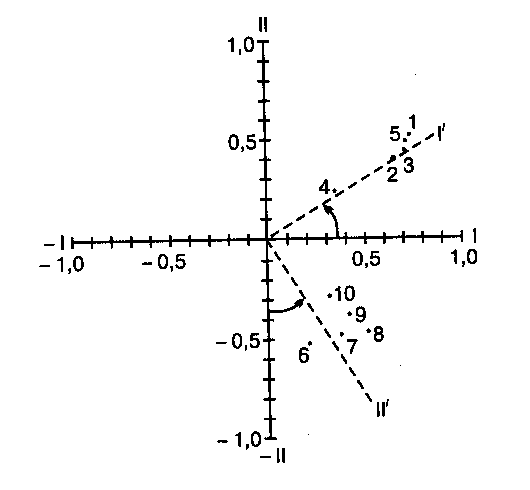 II
1,0
0,5
5 1 I'
2 3
4
– I I
– 1,0 – 0,5 0,5 1,0
10
9
– 0,5 8
6 7
II'
– 1,0
– II